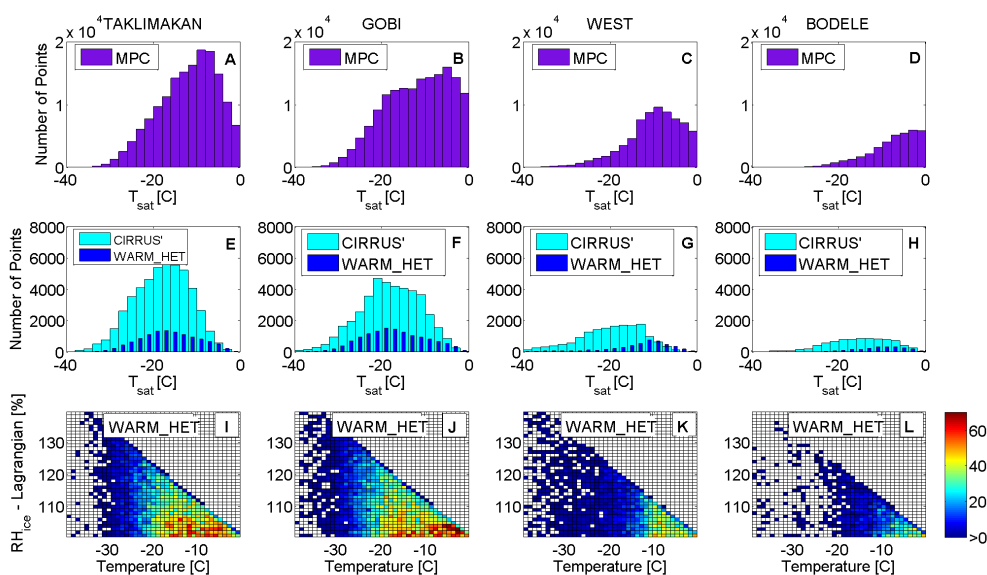 TAKLIMAKAN GOBI WEST BODELE
x 10^4 x 10^4 x 10^4 x 10^4
Number of Points
2 1 0 MPC A
2 1 0 MPC B
2 1 0 MPC C
2 1 0 MPC D
-40 -20 0 -40 -20 0 -40 -20 0 -40 -20 0
T_sat [C] T_sat [C] T_sat [C] T_sat [C]
Number of Points
8000 6000 4000 2000 0 CIRRUS' WARM_HET E
8000 6000 4000 2000 0 CIRRUS' WARM_HET F
8000 6000 4000 2000 0 CIRRUS' WARM_HET G
8000 6000 4000 2000 0 CIRRUS' WARM_HET H
-40 -20 0 -40 -20 0 -40 -20 0 -40 -20 0
T_sat [C] T_sat [C] T_sat [C] T_sat [C]
RH_ice - Lagrangian [%]
130 120 110 WARM_HET I
130 120 110 WARM_HET J
130 120 110 WARM_HET K
130 120 110 WARM_HET L
60 40 20 >0
-30 -20 -10 -30 -20 -10 -30 -20 -10 -30 -20 -10
Temperature [C] Temperature [C] Temperature [C] Temperature [C]